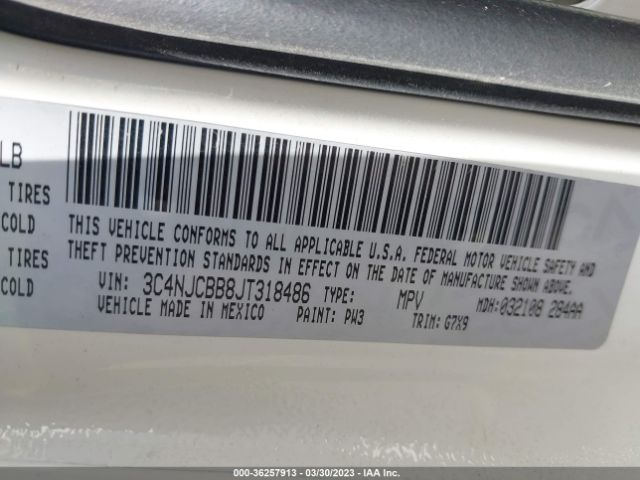 LB
TIRES
COLD
TIRES
COLD
THIS VEHICLE CONFORMS TO ALL APPLICABLE U.S.A. FEDERAL MOTOR VEHICLE SAFETY AND
THEFT PREVENTION STANDARDS IN EFFECT ON THE DATE OF MANUFACTURE SHOWN ABOVE.
VIN: 3C4NJCBB8JT318486 TYPE: MPV MDH: 032108 284AA
VEHICLE MADE IN MEXICO PAINT: PW3 TRIM: G7X9
000-36257913 - 03/30/2023 - IAA Inc.